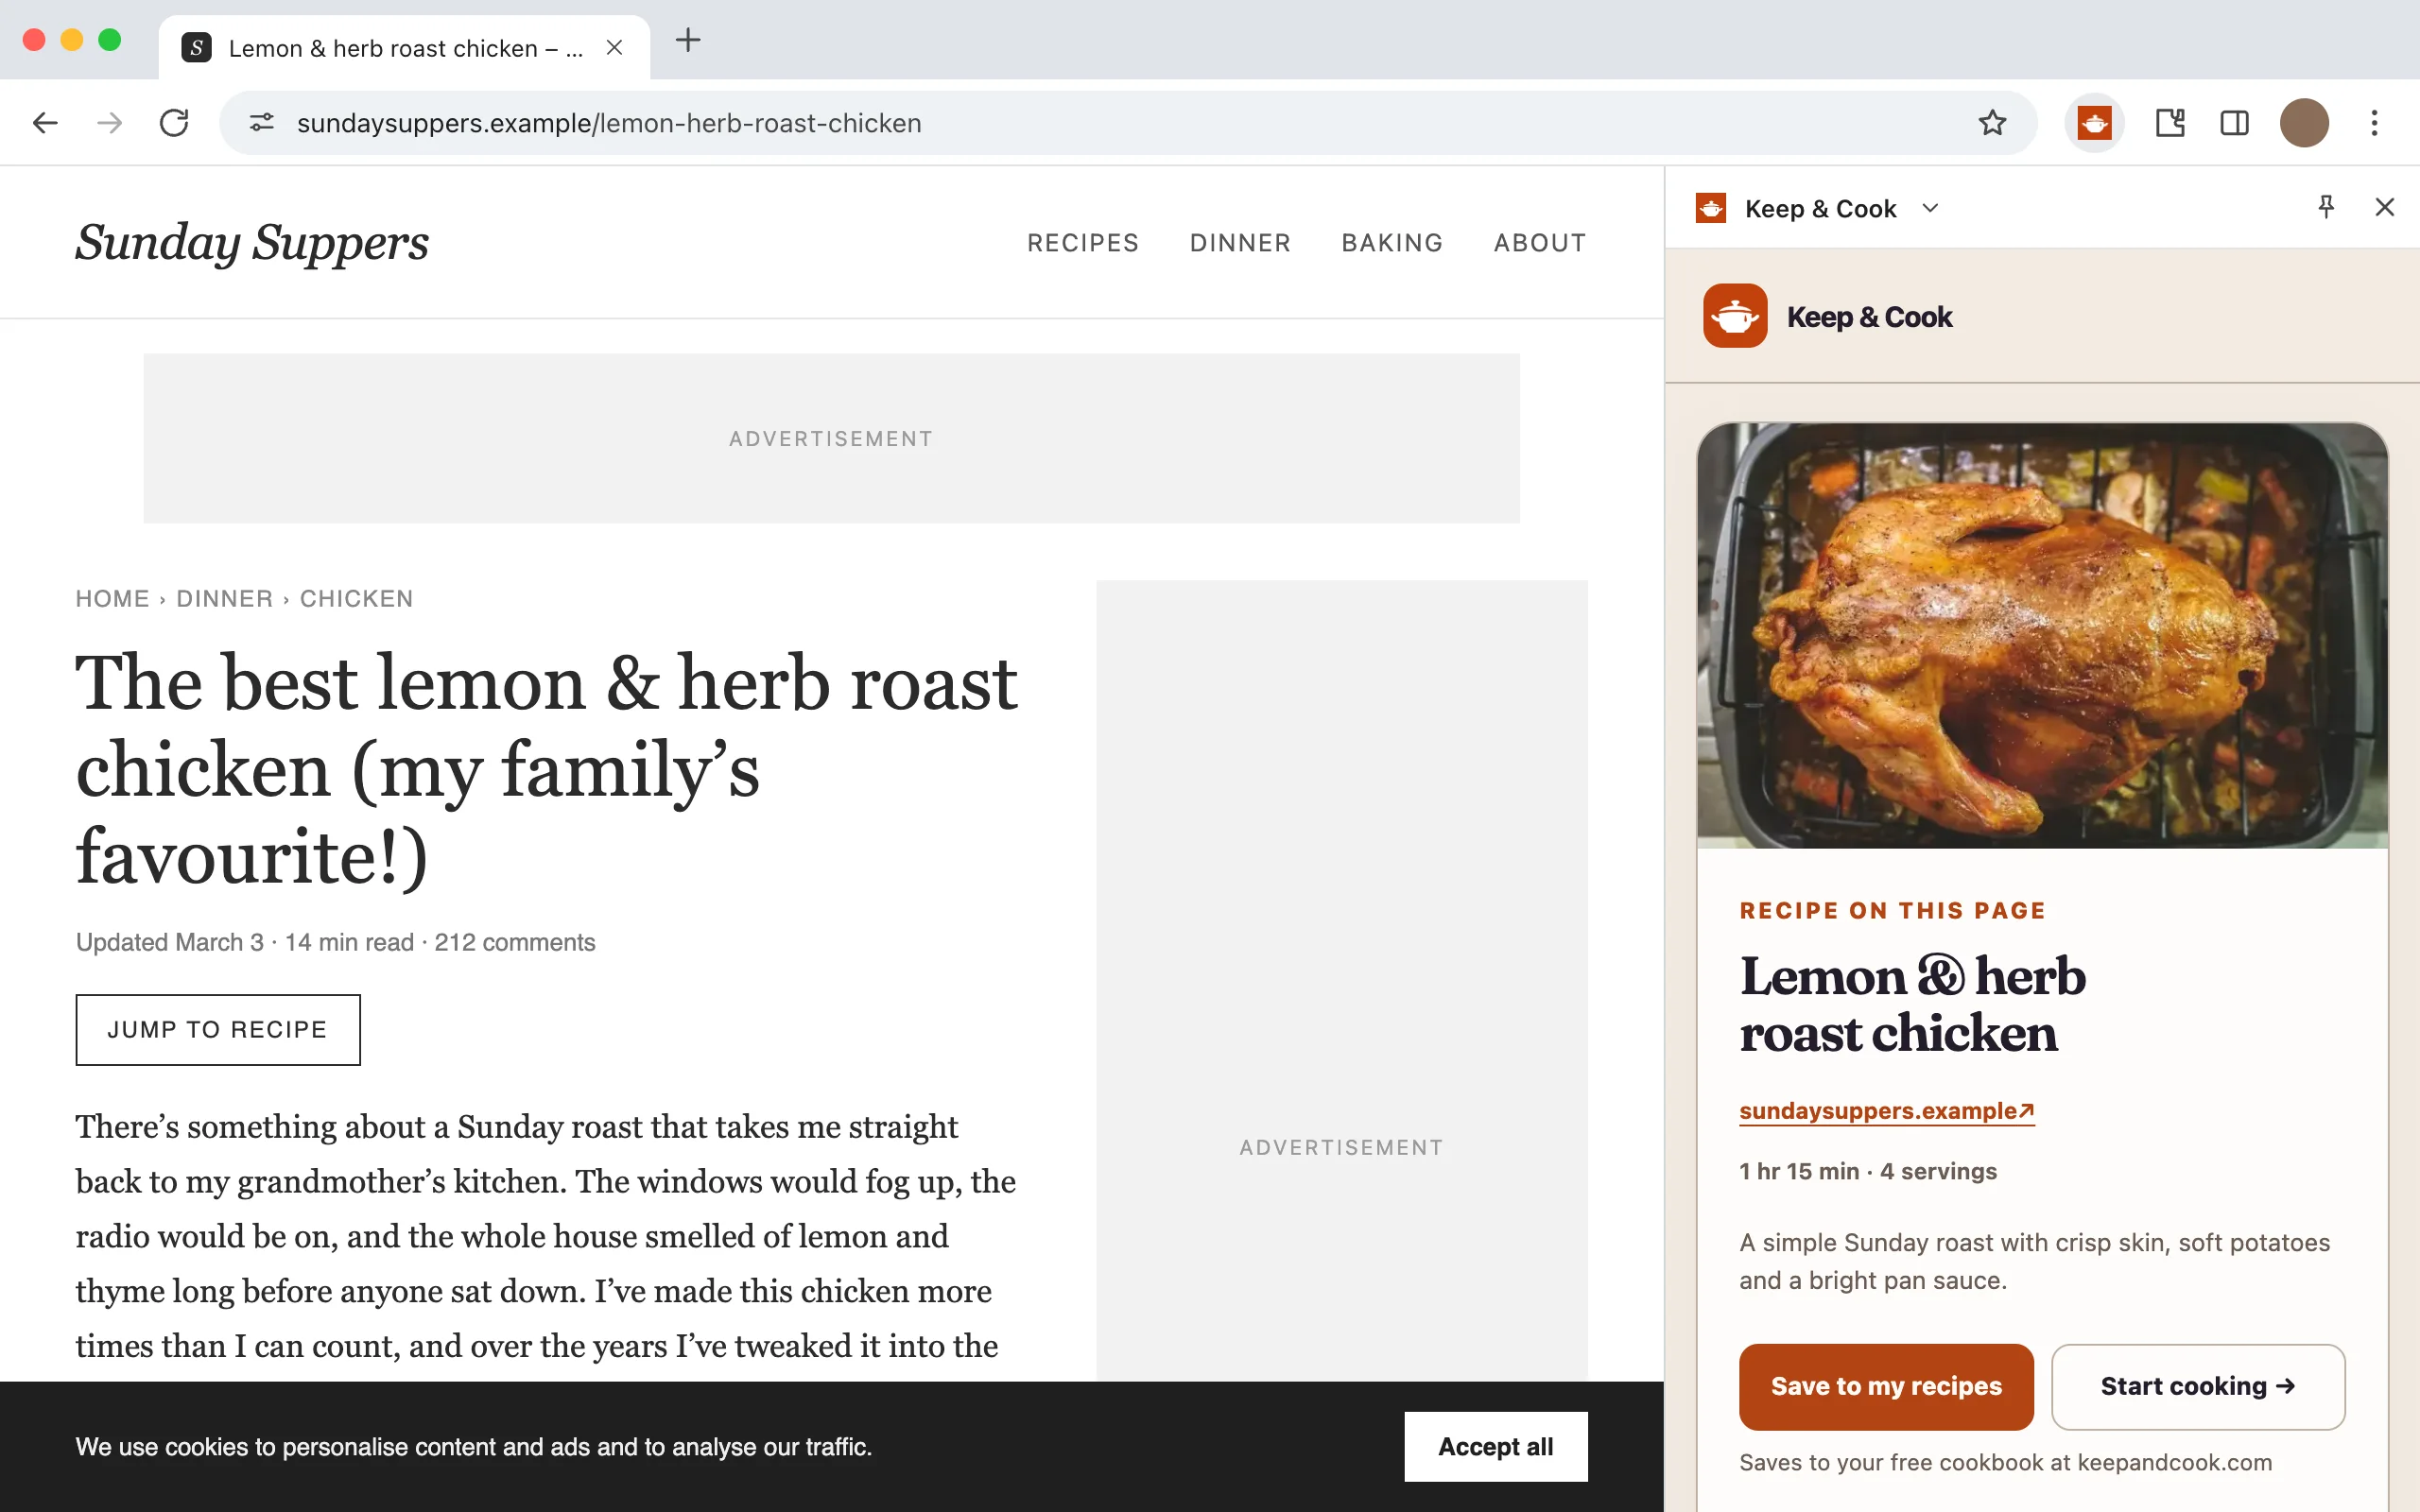 S Lemon & herb roast chicken – ...
sundaysuppers.example/lemon-herb-roast-chicken
Sunday Suppers
RECIPES DINNER BAKING ABOUT
ADVERTISEMENT
HOME › DINNER › CHICKEN
The best lemon & herb roast
chicken (my family’s
favourite!)
Updated March 3 · 14 min read · 212 comments
JUMP TO RECIPE
There’s something about a Sunday roast that takes me straight
back to my grandmother’s kitchen. The windows would fog up, the
radio would be on, and the whole house smelled of lemon and
thyme long before anyone sat down. I’ve made this chicken more
times than I can count, and over the years I’ve tweaked it into the
ADVERTISEMENT
We use cookies to personalise content and ads and to analyse our traffic.
Accept all
Keep & Cook
Keep & Cook
RECIPE ON THIS PAGE
Lemon & herb
roast chicken
sundaysuppers.example↗
1 hr 15 min · 4 servings
A simple Sunday roast with crisp skin, soft potatoes
and a bright pan sauce.
Save to my recipes
Start cooking →
Saves to your free cookbook at keepandcook.com